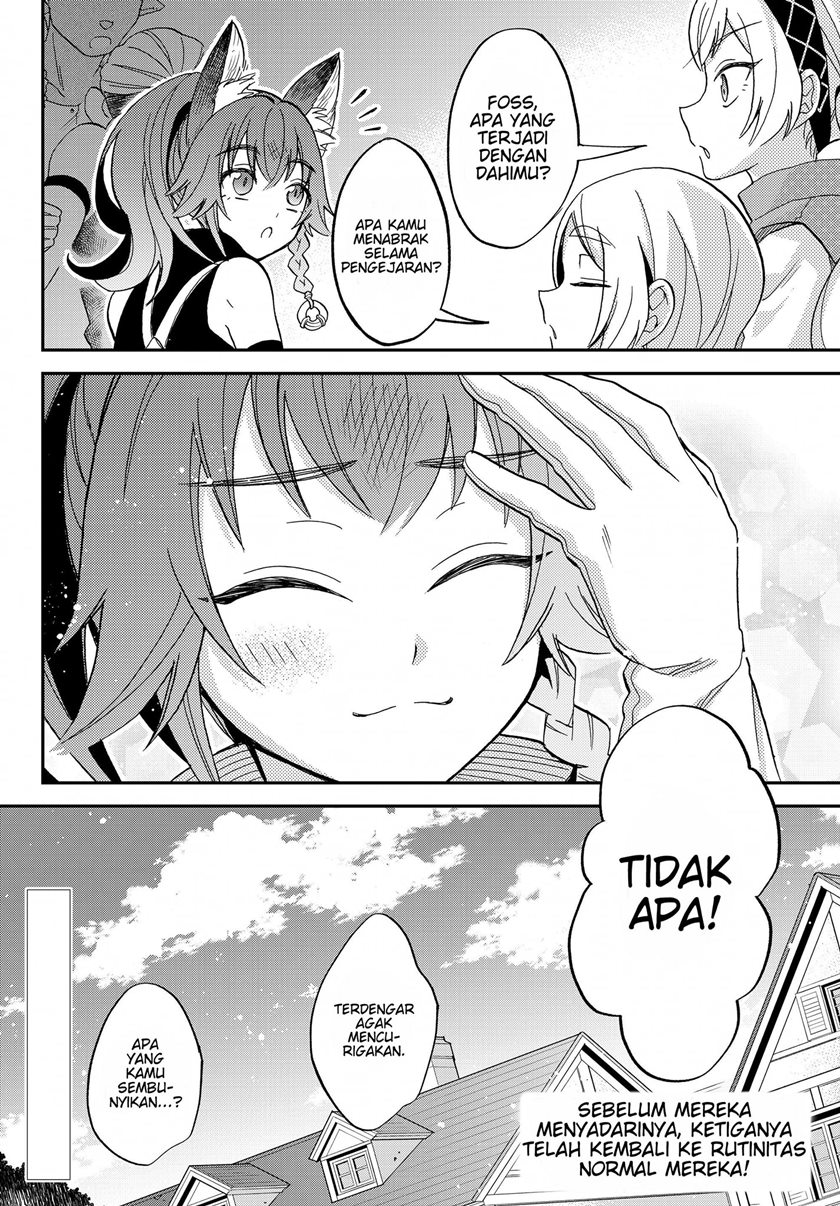 FOSS,
APA YANG
TERJADI
DENGAN
DAHIMU?
APA KAMU
MENABRAK
SELAMA
PENGEJARAN?
TIDAK
APA!
TERDENGAR
AGAK
MENCU-
RIGAKAN.
APA
YANG
KAMU
SEMBU-
NYIKAN...?
SEBELUM MEREKA
MENYADARINYA, KETIGANYA
TELAH KEMBALI KE RUTINITAS
NORMAL MEREKA!